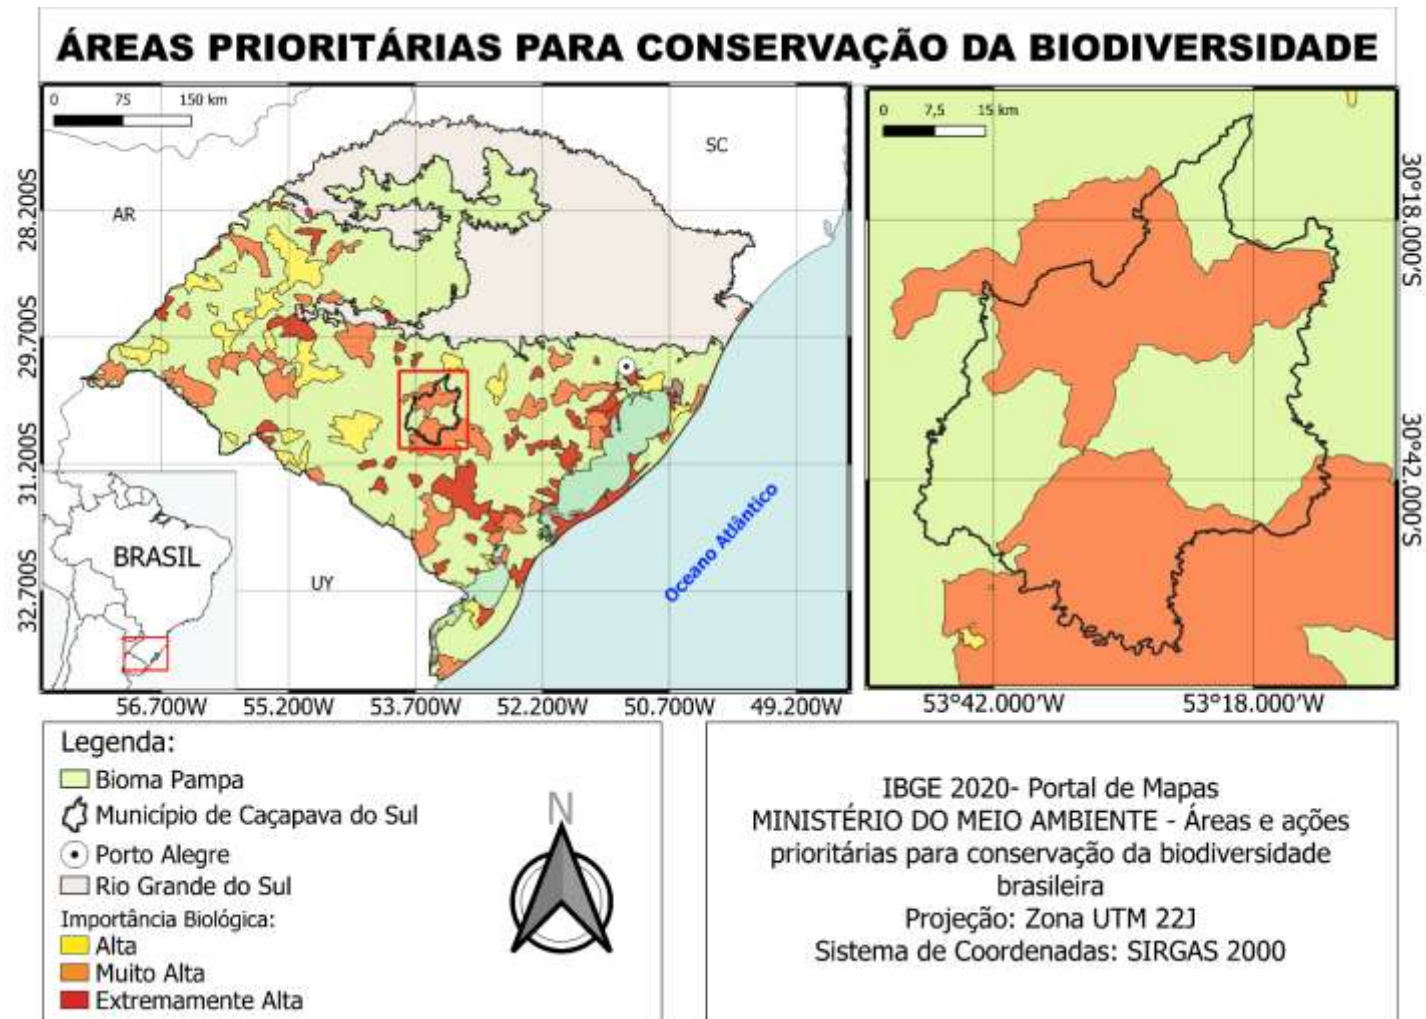 ÁREAS PRIORITÁRIAS PARA CONSERVAÇÃO DA BIODIVERSIDADE
0 75 150 km
SC
AR
BRASIL
UY
Oceano Atlântico
28.200S
29.700S
31.200S
32.700S
56.700W 55.200W 53.700W 52.200W 50.700W 49.200W
0 7,5 15 km
30°18.000'S
30°42.000'S
53°42.000'W 53°18.000'W
Legenda:
Bioma Pampa
Município de Caçapava do Sul
Porto Alegre
Rio Grande do Sul
Importância Biológica:
Alta
Muito Alta
Extremamente Alta
N
IBGE 2020- Portal de Mapas
MINISTÉRIO DO MEIO AMBIENTE - Áreas e ações
prioritárias para conservação da biodiversidade
brasileira
Projeção: Zona UTM 22J
Sistema de Coordenadas: SIRGAS 2000